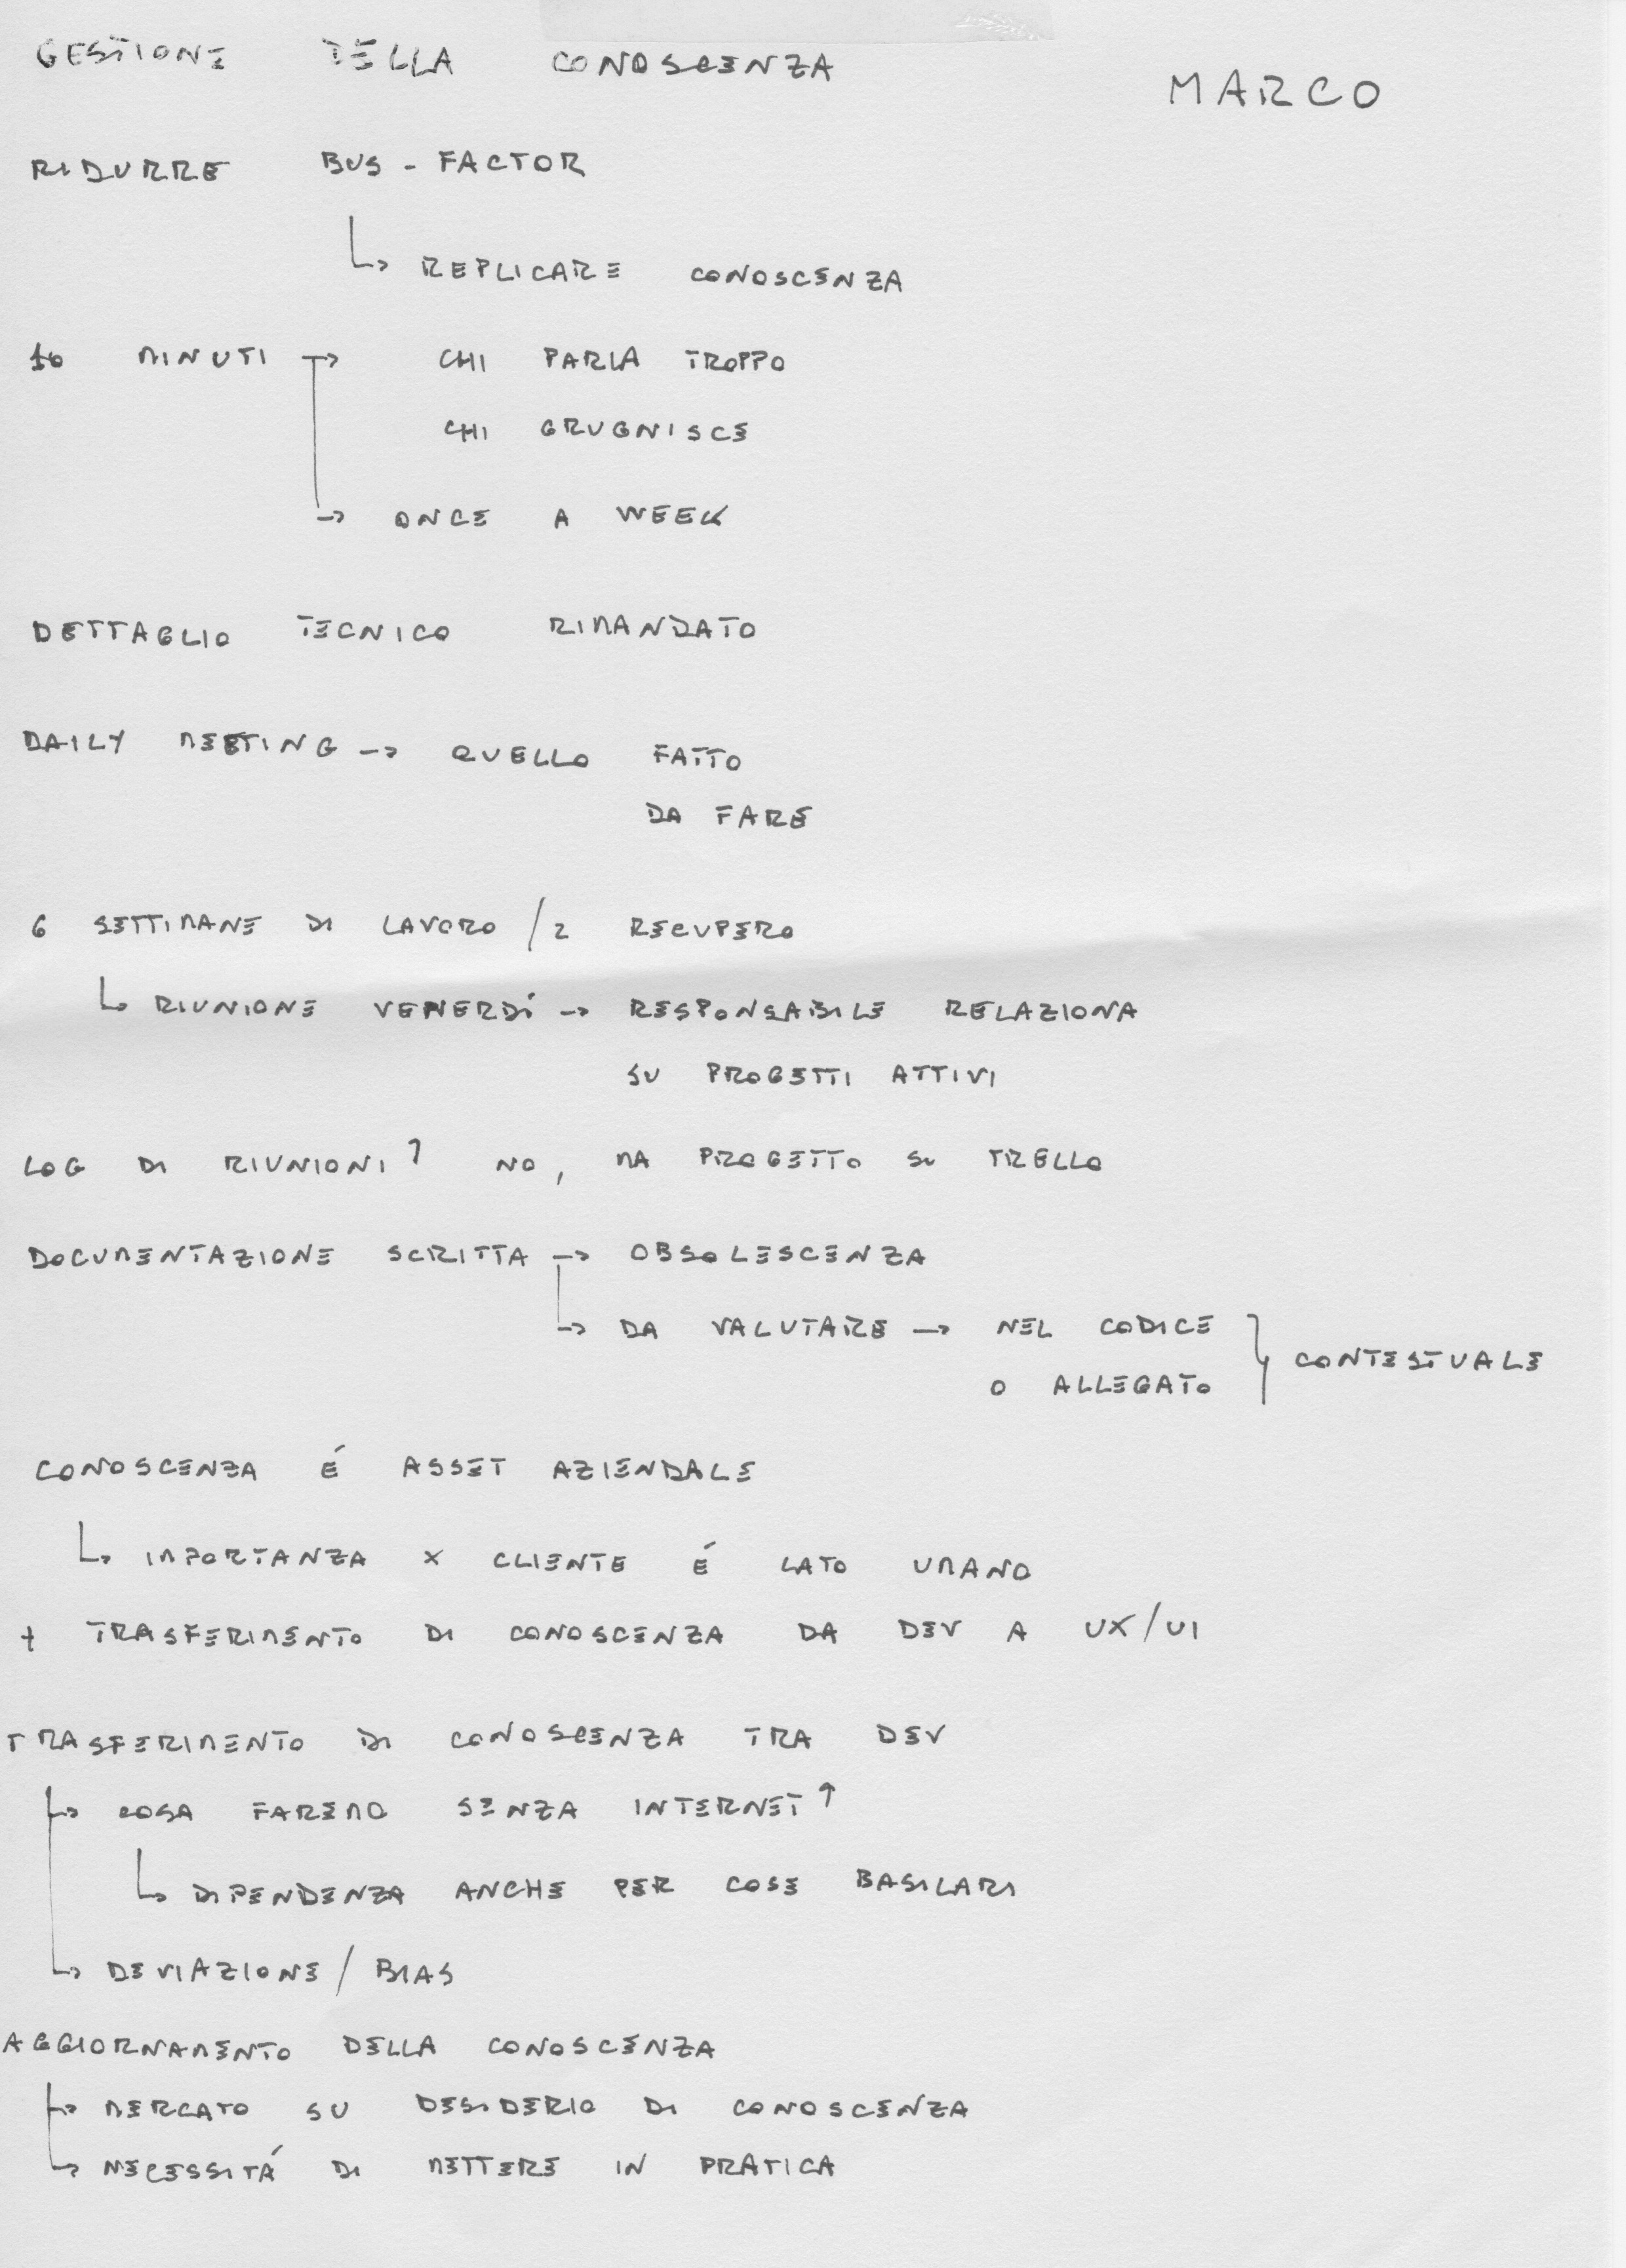 GESTIONE DELLA CONOSCENZA
MARCO
RIDURRE BUS - FACTOR
↳ REPLICARE CONOSCENZA
10 MINUTI → CHI PARLA TROPPO
CHI GRUGNISCE
→ ONCE A WEEK
DETTAGLIO TECNICO RIMANDATO
DAILY MEETING → QUELLO FATTO
DA FARE
6 SETTIMANE DI LAVORO / 2 RECUPERO
↳ RIUNIONE VENERDÍ → RESPONSABILE RELAZIONA
SU PROGETTI ATTIVI
LOG DI RIUNIONI? NO, MA PROGETTO SU TRELLO
DOCUMENTAZIONE SCRITTA → OBSOLESCENZA
↳ DA VALUTARE → NEL CODICE
O ALLEGATO } CONTESTUALE
CONOSCENZA É ASSET AZIENDALE
↳ IMPORTANZA X CLIENTE É LATO UMANO
+ TRASFERIMENTO DI CONOSCENZA DA DEV A UX/UI
TRASFERIMENTO DI CONOSCENZA TRA DEV
↳ COSA FAREMO SENZA INTERNET?
↳ DIPENDENZA ANCHE PER COSE BASILARI
↳ DEVIAZIONE / BIAS
AGGIORNAMENTO DELLA CONOSCENZA
↳ MERCATO SU DESIDERIO DI CONOSCENZA
↳ NECESSITÁ DI METTERE IN PRATICA